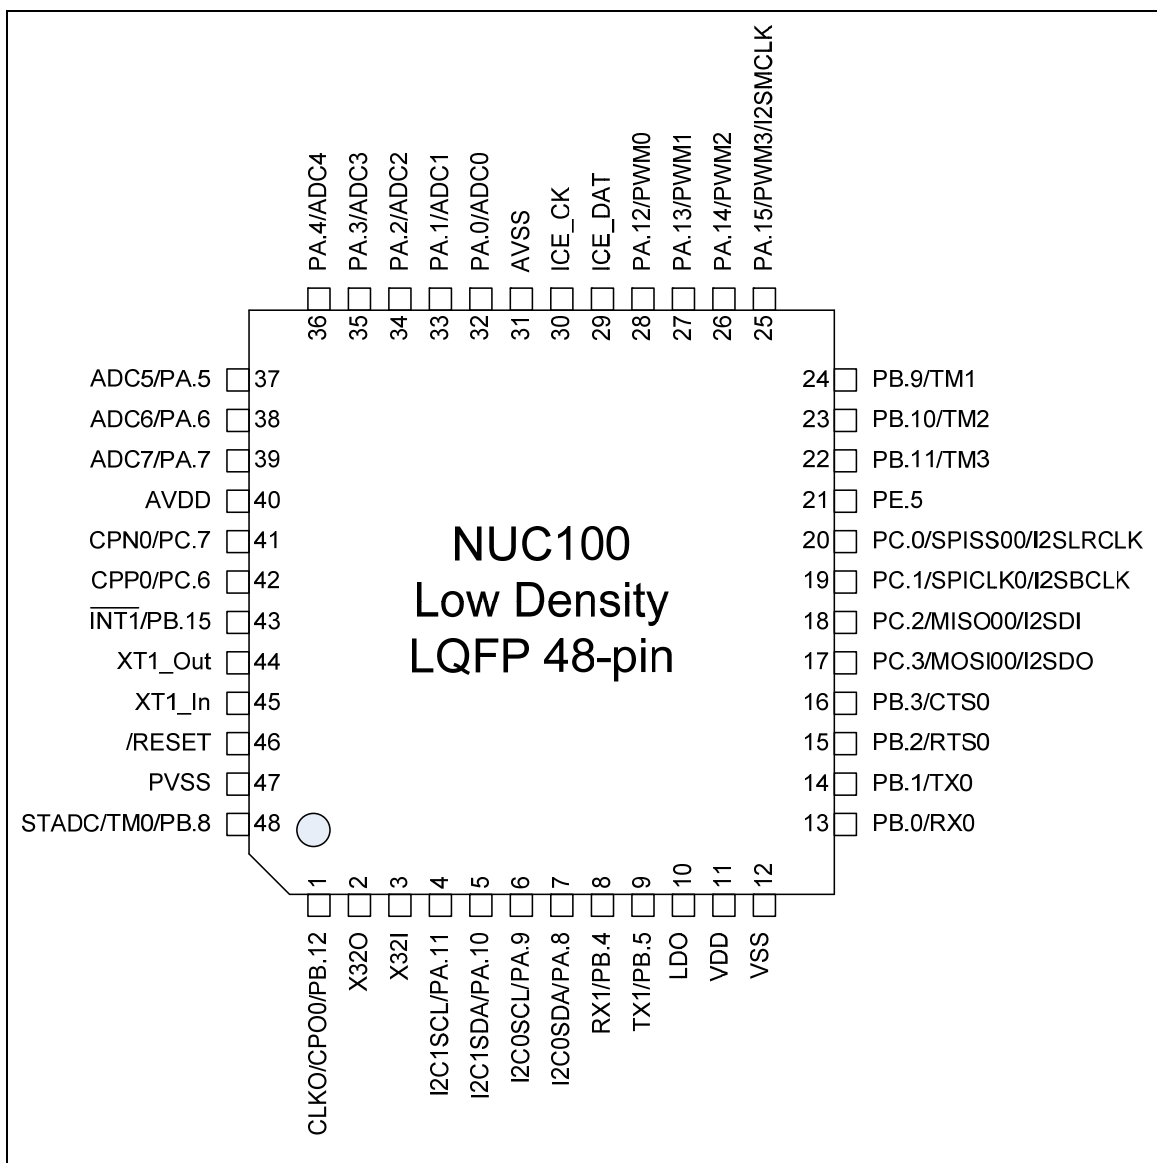 PA.4/ADC4
PA.3/ADC3
PA.2/ADC2
PA.1/ADC1
PA.0/ADC0
AVSS
ICE_CK
ICE_DAT
PA.12/PWM0
PA.13/PWM1
PA.14/PWM2
PA.15/PWM3/I2SMCLK
36
35
34
33
32
31
30
29
28
27
26
25
ADC5/PA.5 37
ADC6/PA.6 38
ADC7/PA.7 39
AVDD 40
CPN0/PC.7 41
CPP0/PC.6 42
INT1/PB.15 43
XT1_Out 44
XT1_In 45
/RESET 46
PVSS 47
STADC/TM0/PB.8 48
NUC100
Low Density
LQFP 48-pin
24 PB.9/TM1
23 PB.10/TM2
22 PB.11/TM3
21 PE.5
20 PC.0/SPISS00/I2SLRCLK
19 PC.1/SPICLK0/I2SBCLK
18 PC.2/MISO00/I2SDI
17 PC.3/MOSI00/I2SDO
16 PB.3/CTS0
15 PB.2/RTS0
14 PB.1/TX0
13 PB.0/RX0
1
2
3
4
5
6
7
8
9
10
11
12
CLKO/CPO0/PB.12
X32O
X32I
I2C1SCL/PA.11
I2C1SDA/PA.10
I2C0SCL/PA.9
I2C0SDA/PA.8
RX1/PB.4
TX1/PB.5
LDO
VDD
VSS